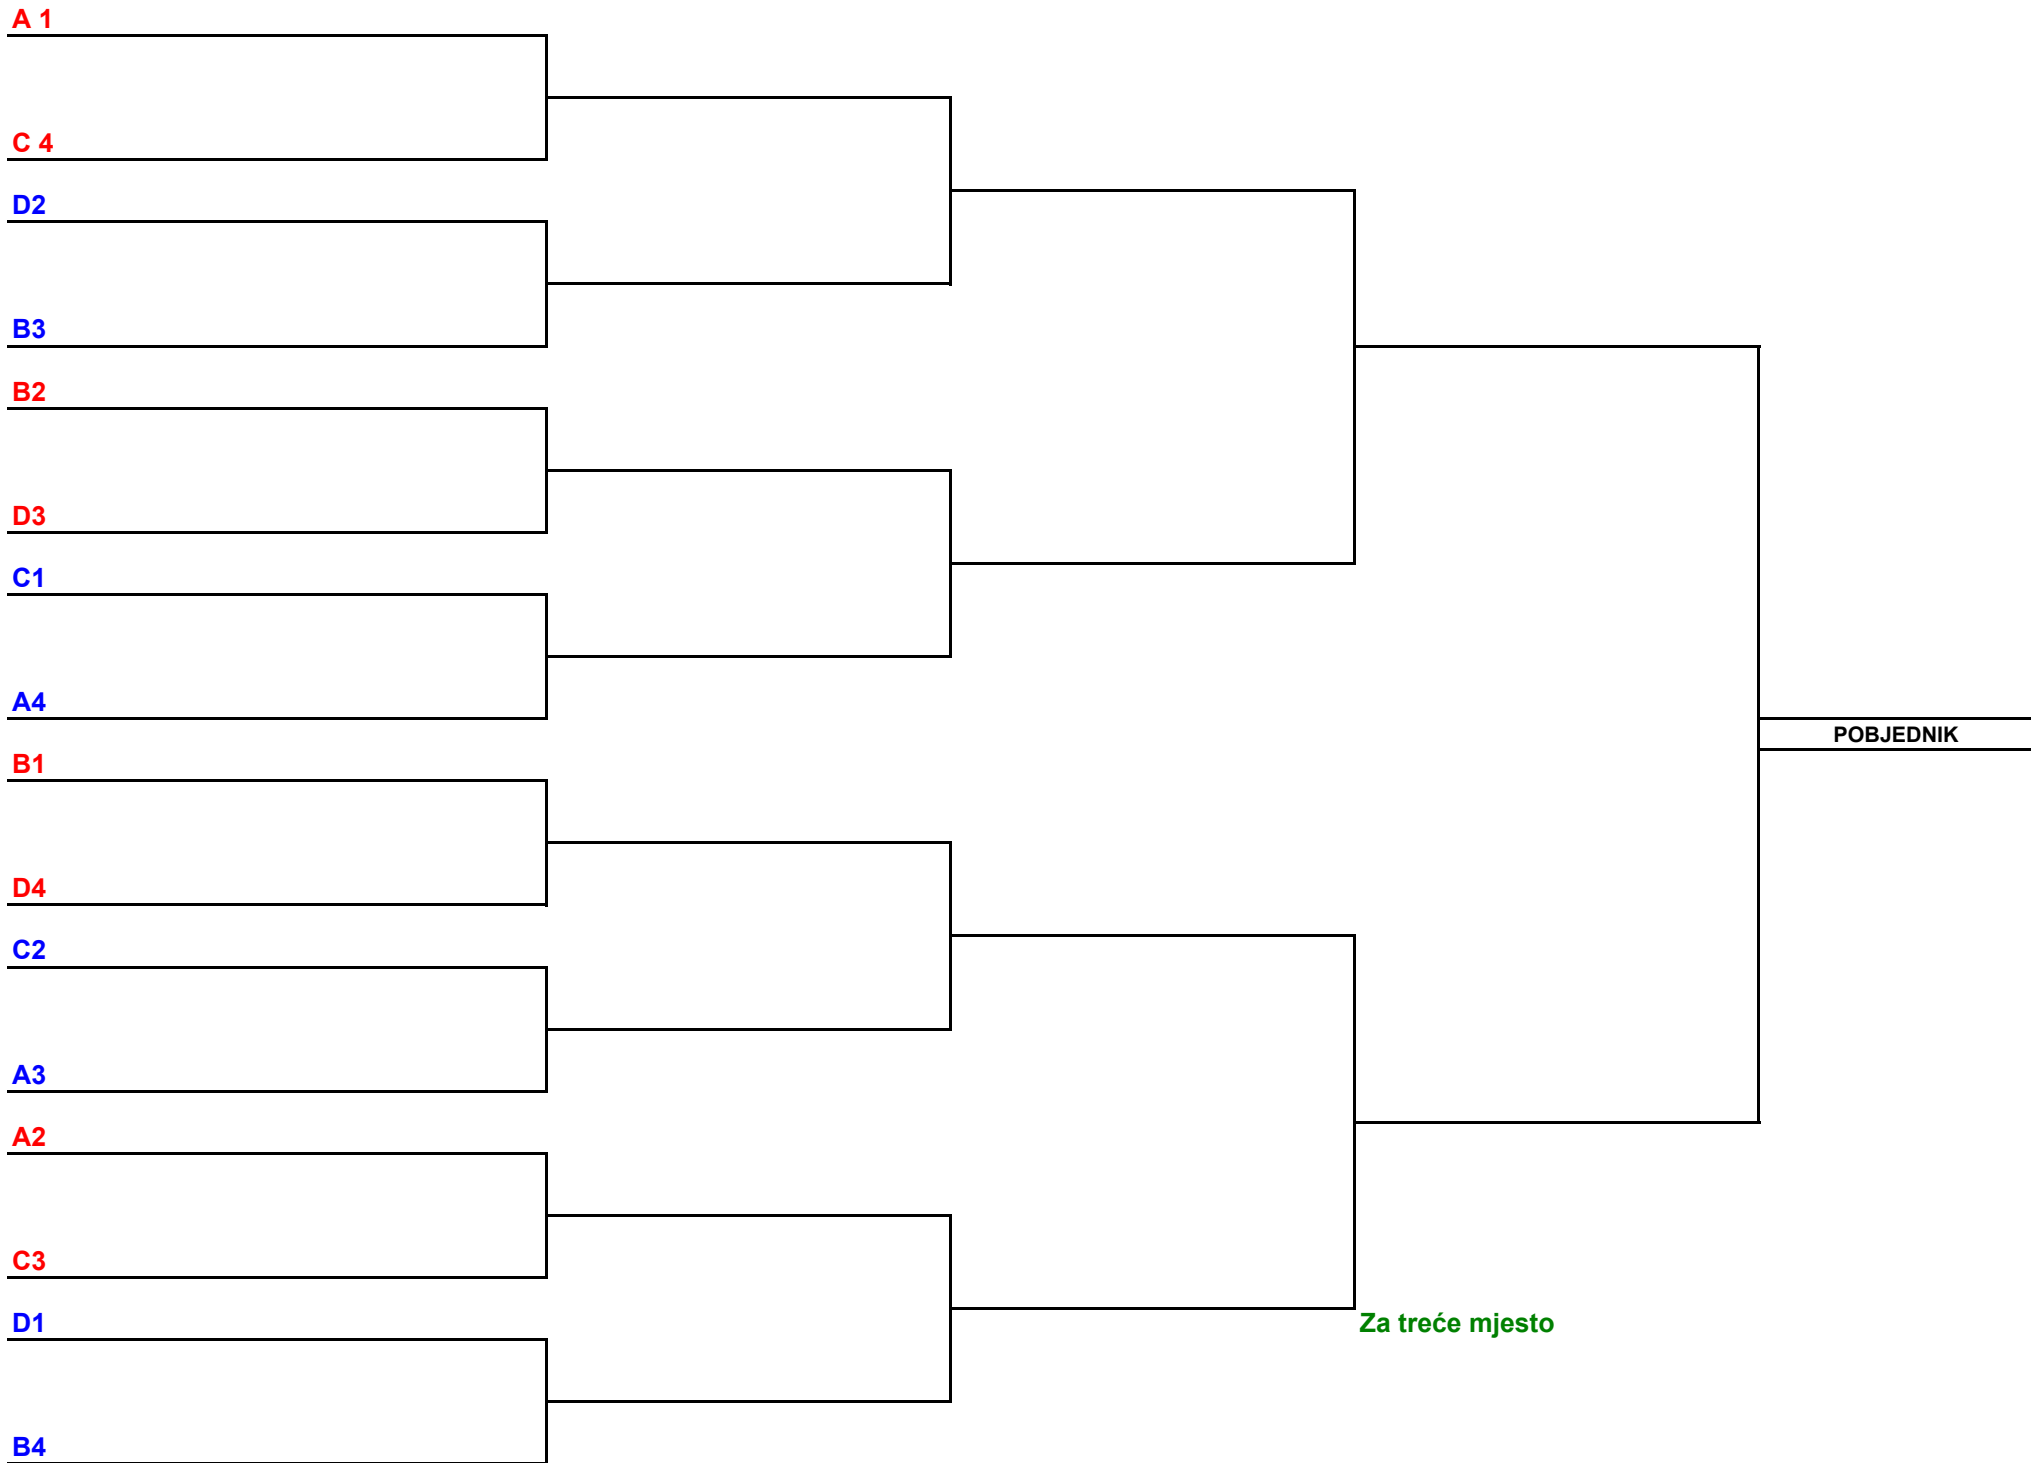 A 1
C 4
D2
B3
B2
D3
C1
A4
POBJEDNIK
B1
D4
C2
A3
A2
C3
D1
Za treće mjesto
B4